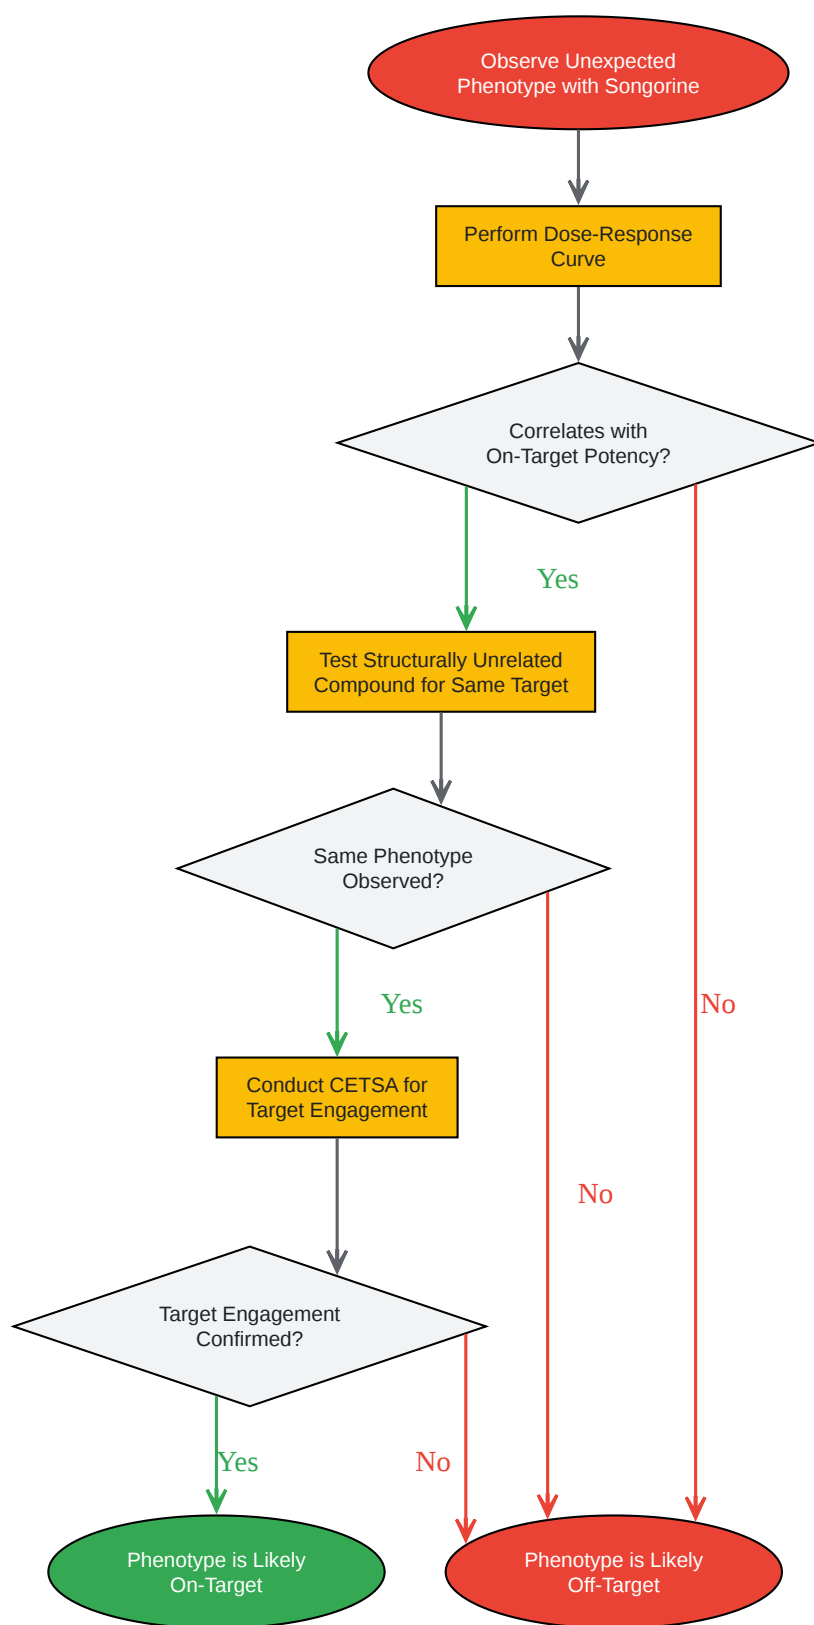 Observe Unexpected
Phenotype with Songorine
Perform Dose-Response
Curve
Correlates with
On-Target Potency?
Yes
Test Structurally Unrelated
Compound for Same Target
Same Phenotype
Observed?
Yes
No
Conduct CETSA for
Target Engagement
No
Target Engagement
Confirmed?
Yes
No
Phenotype is Likely
On-Target
Phenotype is Likely
Off-Target